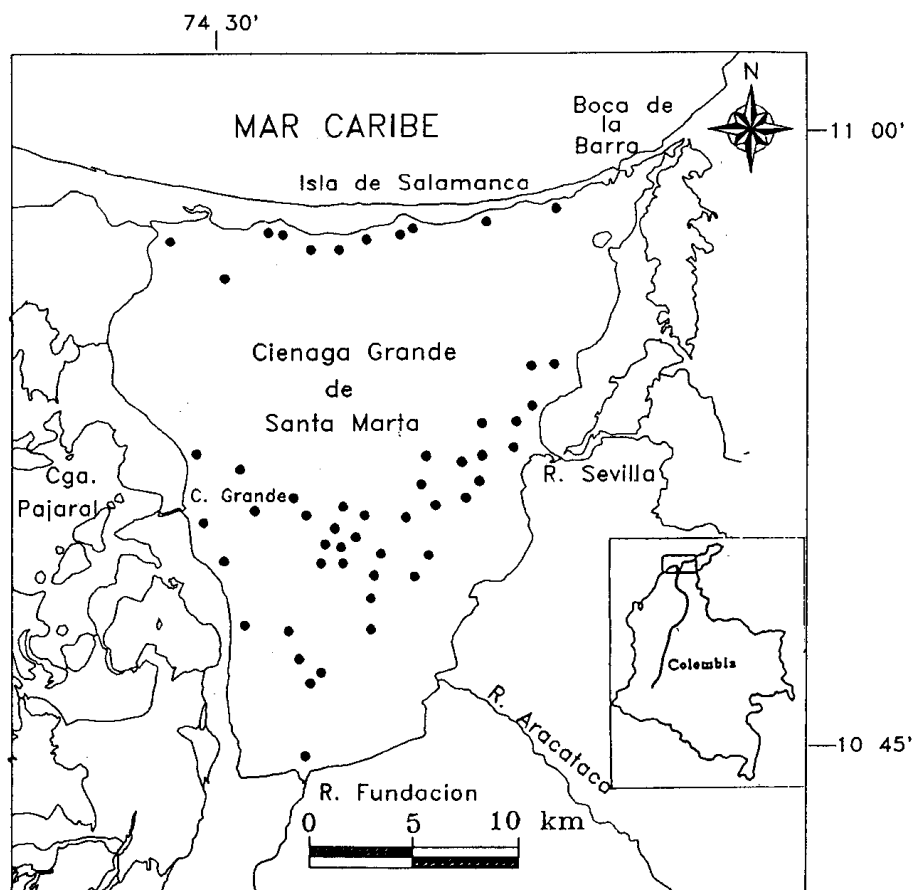 74 30'
N
MAR CARIBE
Boca de
la
Barra
11 00'
Isla de Salamanca
Cienaga Grande
de
Santa Marta
Cga.
Pajaral
C. Grande
R. Sevilla
Colombia
R. Aracataca
10 45'
R. Fundacion
0 5 10 km